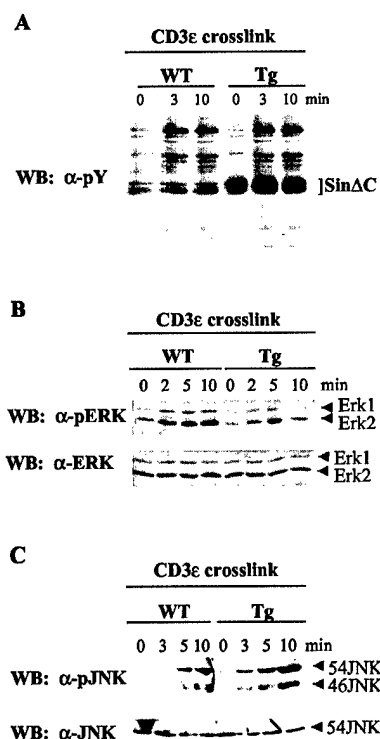 A
CD3ε crosslink
WT Tg
0 3 10 0 3 10 min
WB: α-pY
]SinΔC
B
CD3ε crosslink
WT Tg
0 2 5 10 0 2 5 10 min
WB: α-pERK
Erk1
Erk2
WB: α-ERK
Erk1
Erk2
C
CD3ε crosslink
WT Tg
0 3 5 10 0 3 5 10 min
WB: α-pJNK
54JNK
46JNK
WB: α-JNK
54JNK